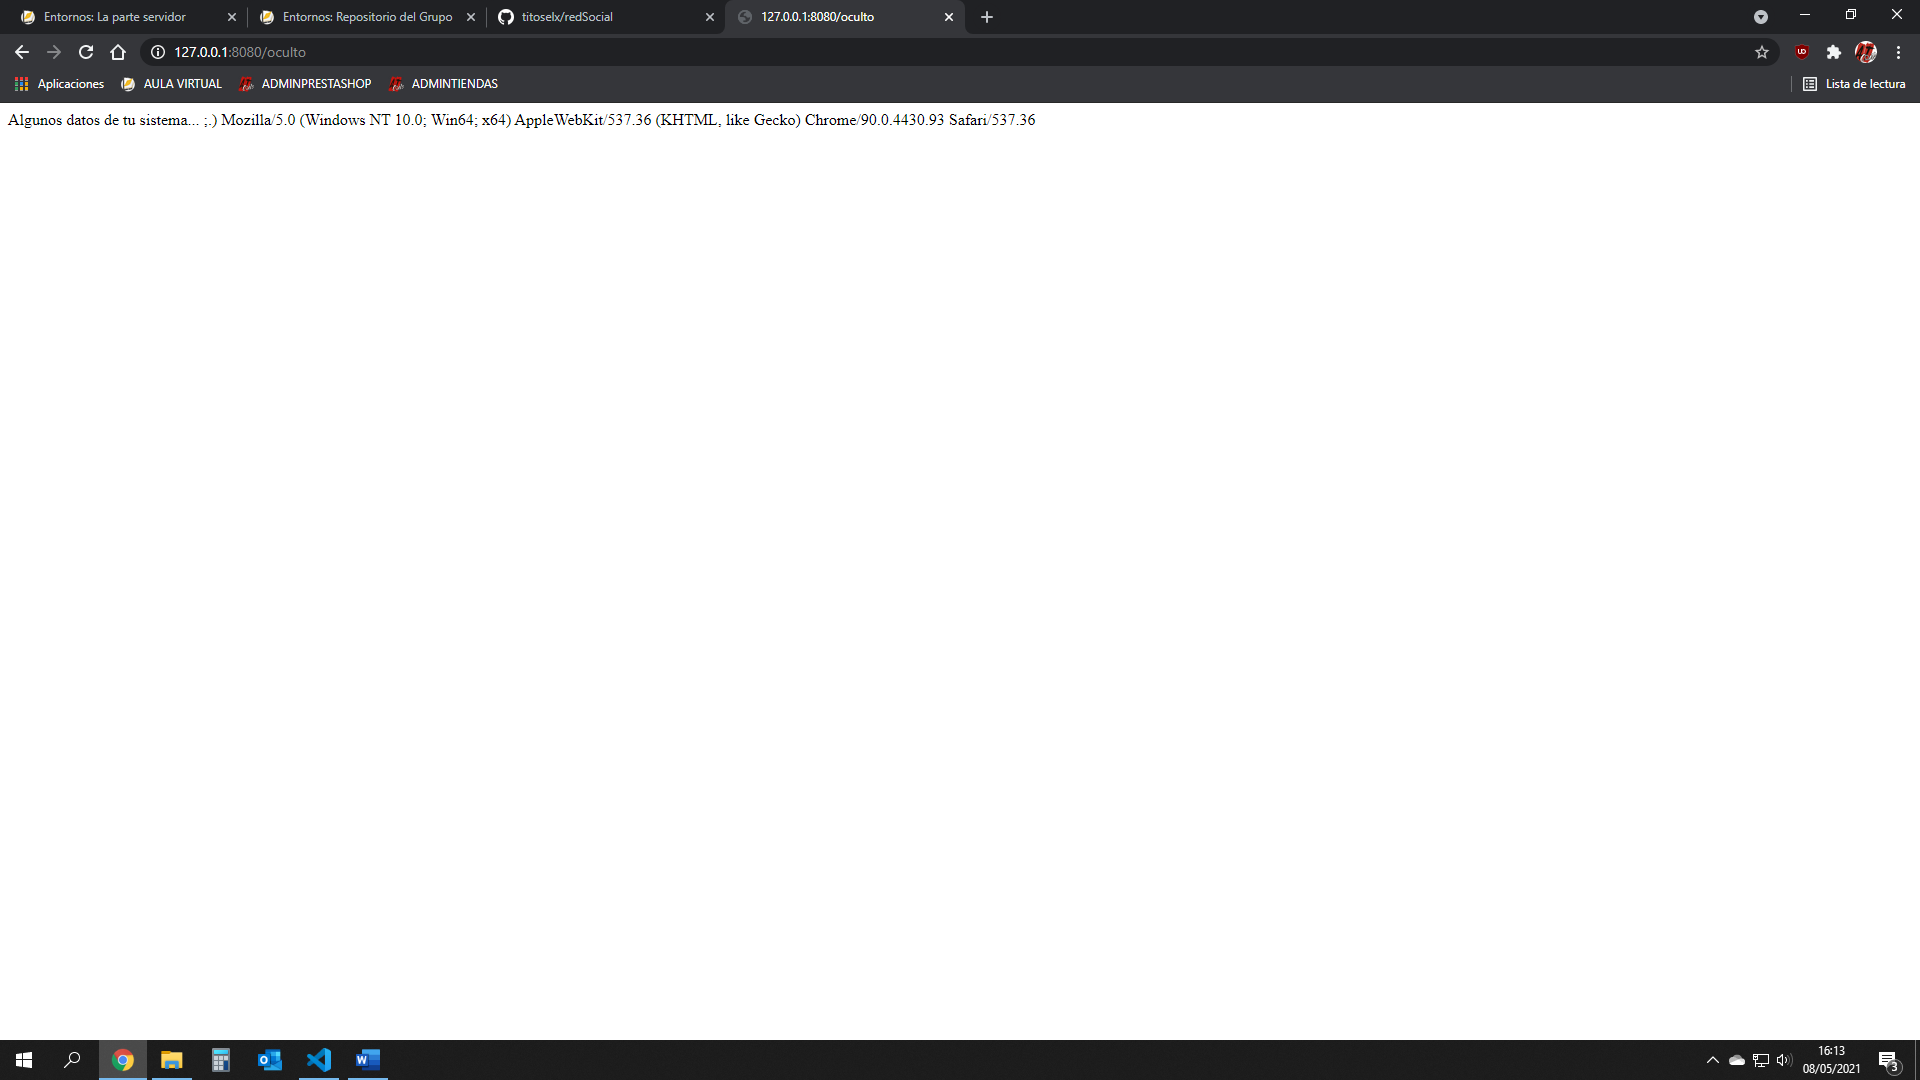 Entornos: La parte servidor
Entornos: Repositorio del Grupo
titoselx/redSocial
127.0.0.1:8080/oculto
127.0.0.1:8080/oculto
Aplicaciones
AULA VIRTUAL
ADMINPRESTASHOP
ADMINTIENDAS
Lista de lectura
Algunos datos de tu sistema... ;.) Mozilla/5.0 (Windows NT 10.0; Win64; x64) AppleWebKit/537.36 (KHTML, like Gecko) Chrome/90.0.4430.93 Safari/537.36
16:13
08/05/2021
3